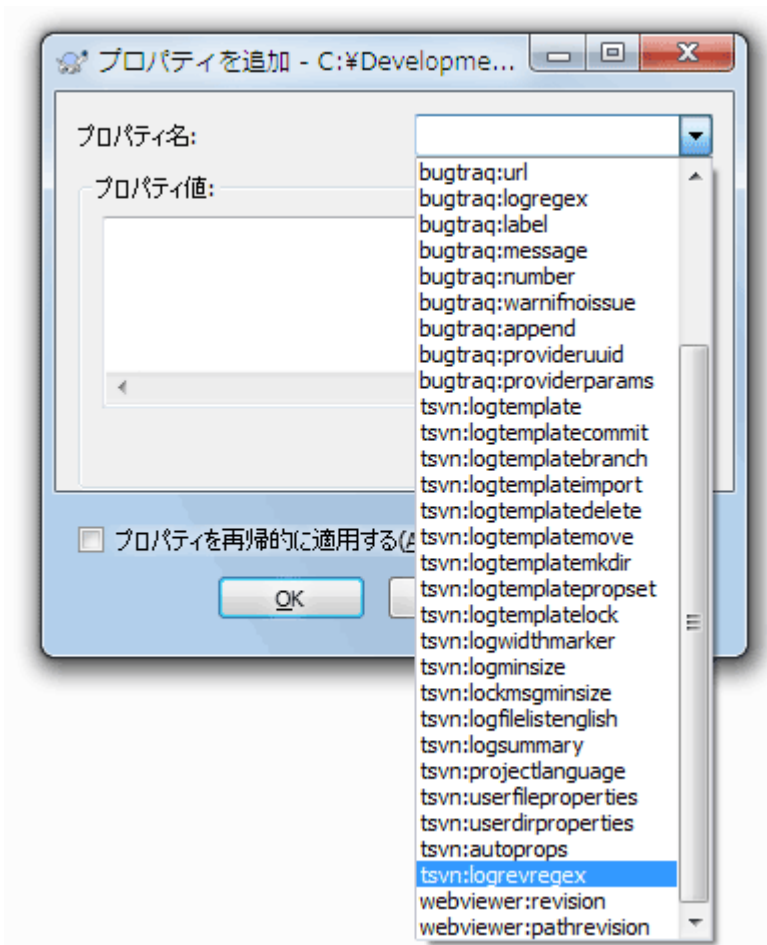 プロパティを追加 - C:¥Developme...
プロパティ名:
プロパティ値:
bugtraq:url
bugtraq:logregex
bugtraq:label
bugtraq:message
bugtraq:number
bugtraq:warnifnoissue
bugtraq:append
bugtraq:provideruuid
bugtraq:providerparams
tsvn:logtemplate
tsvn:logtemplatecommit
tsvn:logtemplatebranch
tsvn:logtemplateimport
tsvn:logtemplatedelete
tsvn:logtemplatemove
tsvn:logtemplatemkdir
tsvn:logtemplatepropset
tsvn:logtemplatelock
tsvn:logwidthmarker
tsvn:logminsize
tsvn:lockmsgminsize
tsvn:logfilelistenglish
tsvn:logsummary
tsvn:projectlanguage
tsvn:userfileproperties
tsvn:userdirproperties
tsvn:autoprops
tsvn:logrevregex
webviewer:revision
webviewer:pathrevision
プロパティを再帰的に適用する(
OK